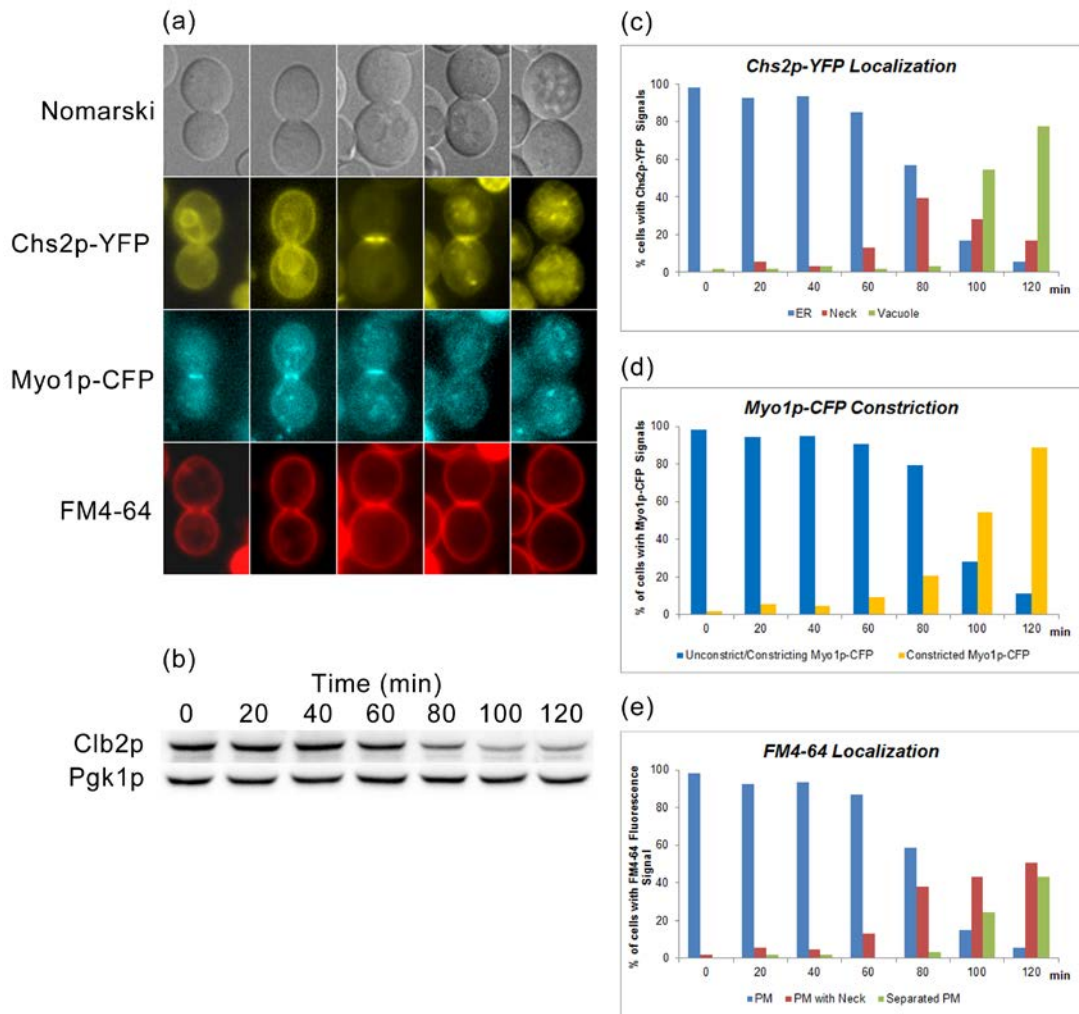 (a)
Nomarski
Chs2p-YFP
Myo1p-CFP
FM4-64
(b)
Time (min)
0 20 40 60 80 100 120
Clb2p
Pgk1p
(c)
Chs2p-YFP Localization
% cells with Chs2p-YFP Signals
100
80
60
40
20
0
0 20 40 60 80 100 120 min
ER Neck Vacuole
(d)
Myo1p-CFP Constriction
% of cells wirh Myo1p-CFP Signals
100
80
60
40
20
0
0 20 40 60 80 100 120 min
Unconstrict/Constricting Myo1p-CFP Constricted Myo1p-CFP
(e)
FM4-64 Localization
% of cells with FM4-64 Fluorescence
Signal
100
80
60
40
20
0
0 20 40 60 80 100 120 min
PM PM with Neck Separated PM